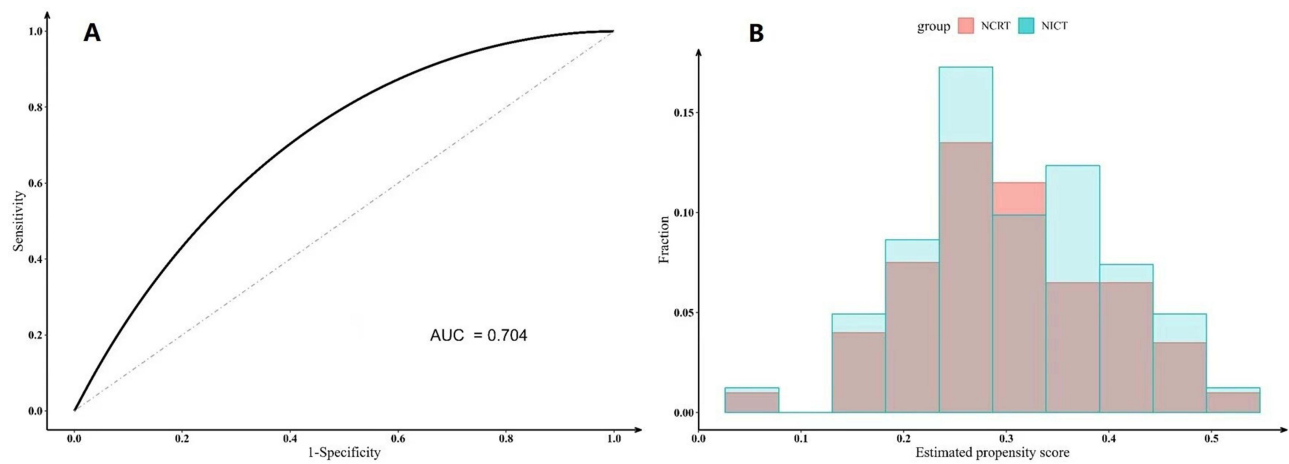 A
1.0
0.8
0.6
0.4
0.2
0.0
Sensitivity
AUC = 0.704
0.0 0.2 0.4 0.6 0.8 1.0
1-Specificity
B
group NCRT NICT
0.15
0.10
0.05
0.00
Fraction
0.0 0.1 0.2 0.3 0.4 0.5
Estimated propensity score